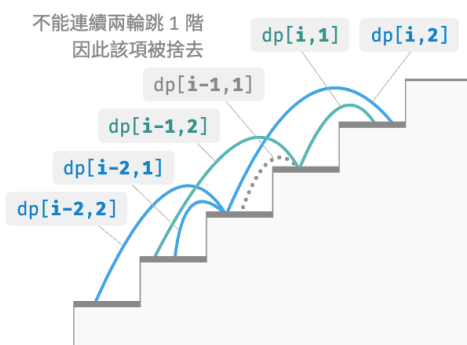 不能連續兩輪跳 1 階
因此該項被捨去
dp[i,1]
dp[i,2]
dp[i-1,1]
dp[i-1,2]
dp[i-2,1]
dp[i-2,2]